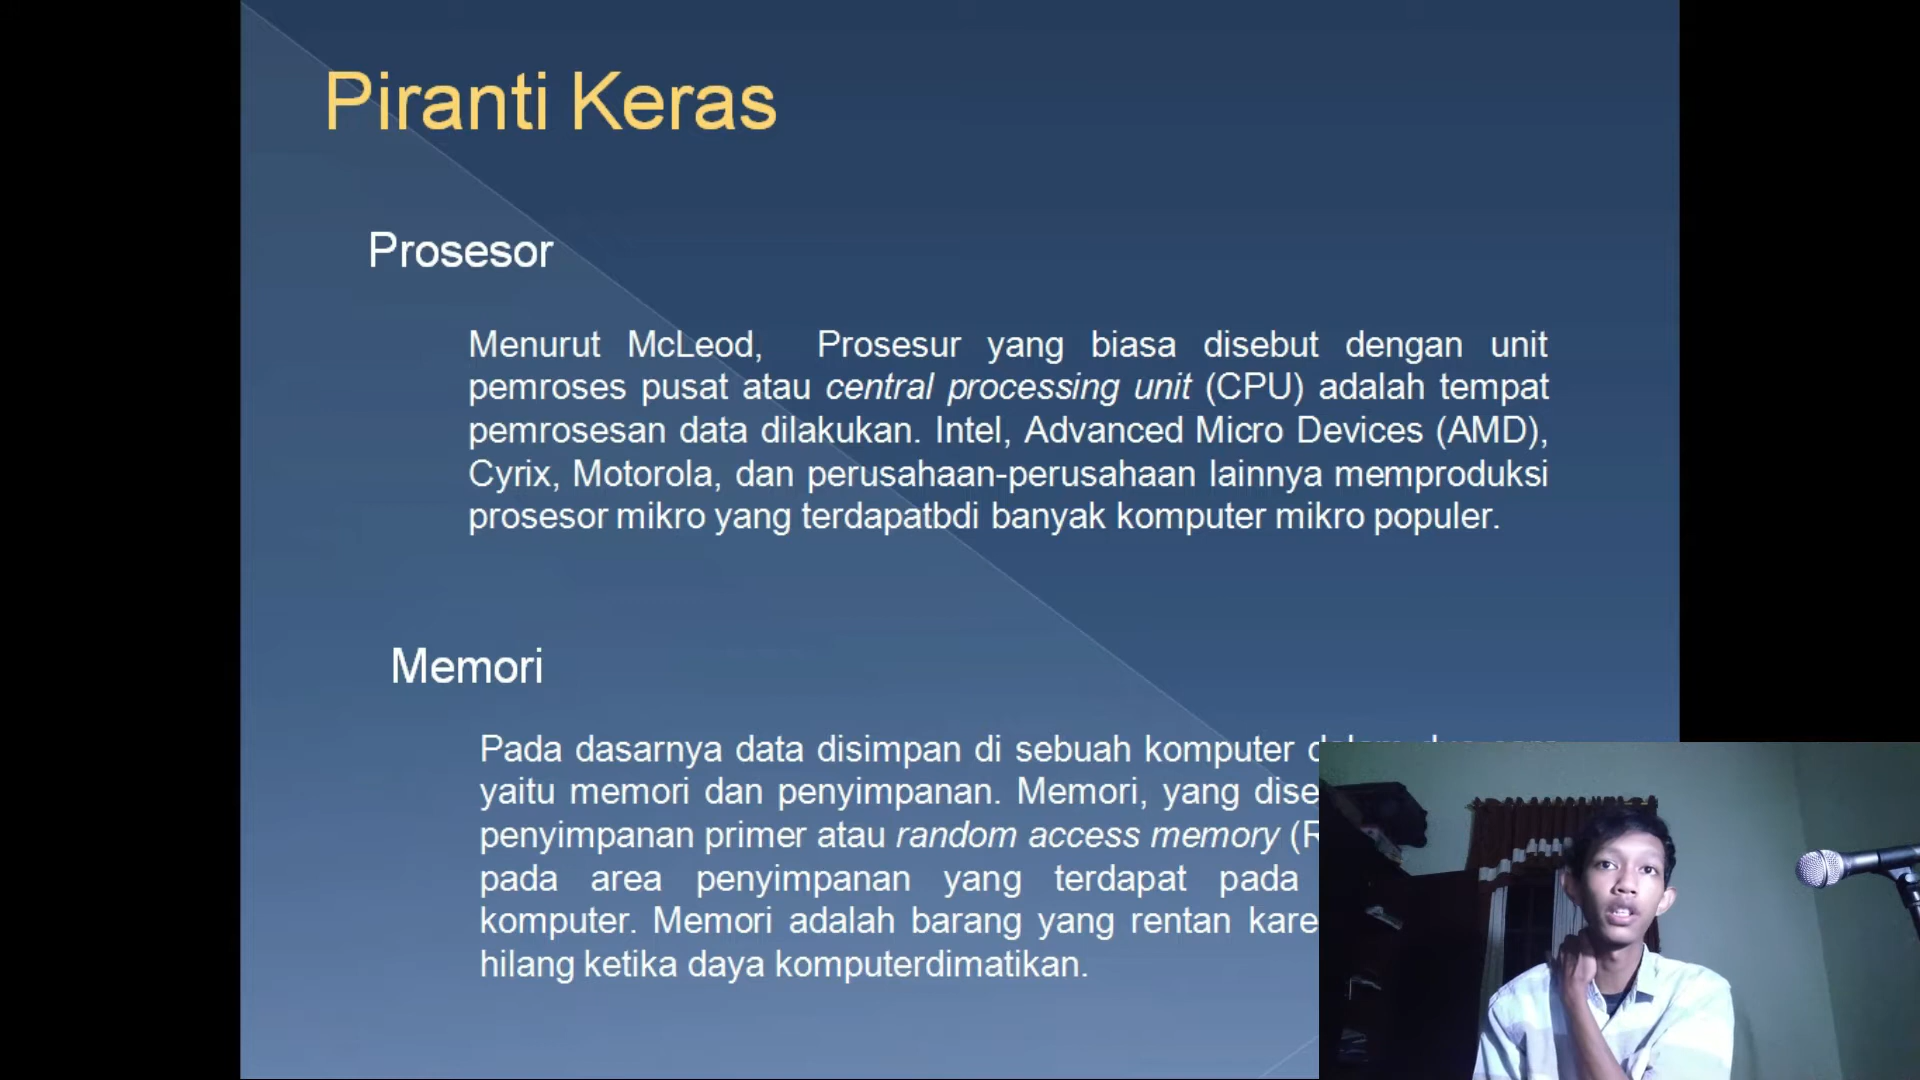 Piranti Keras
Prosesor
Menurut McLeod, Prosesur yang biasa disebut dengan unit
pemroses pusat atau central processing unit (CPU) adalah tempat
pemrosesan data dilakukan. Intel, Advanced Micro Devices (AMD),
Cyrix, Motorola, dan perusahaan-perusahaan lainnya memproduksi
prosesor mikro yang terdapatbdi banyak komputer mikro populer.
Memori
Pada dasarnya data disimpan di sebuah komputer
yaitu memori dan penyimpanan. Memori, yang
penyimpanan primer atau random access memory
pada area penyimpanan yang terdapat pada
komputer. Memori adalah barang yang rentan
hilang ketika daya komputerdimatikan.